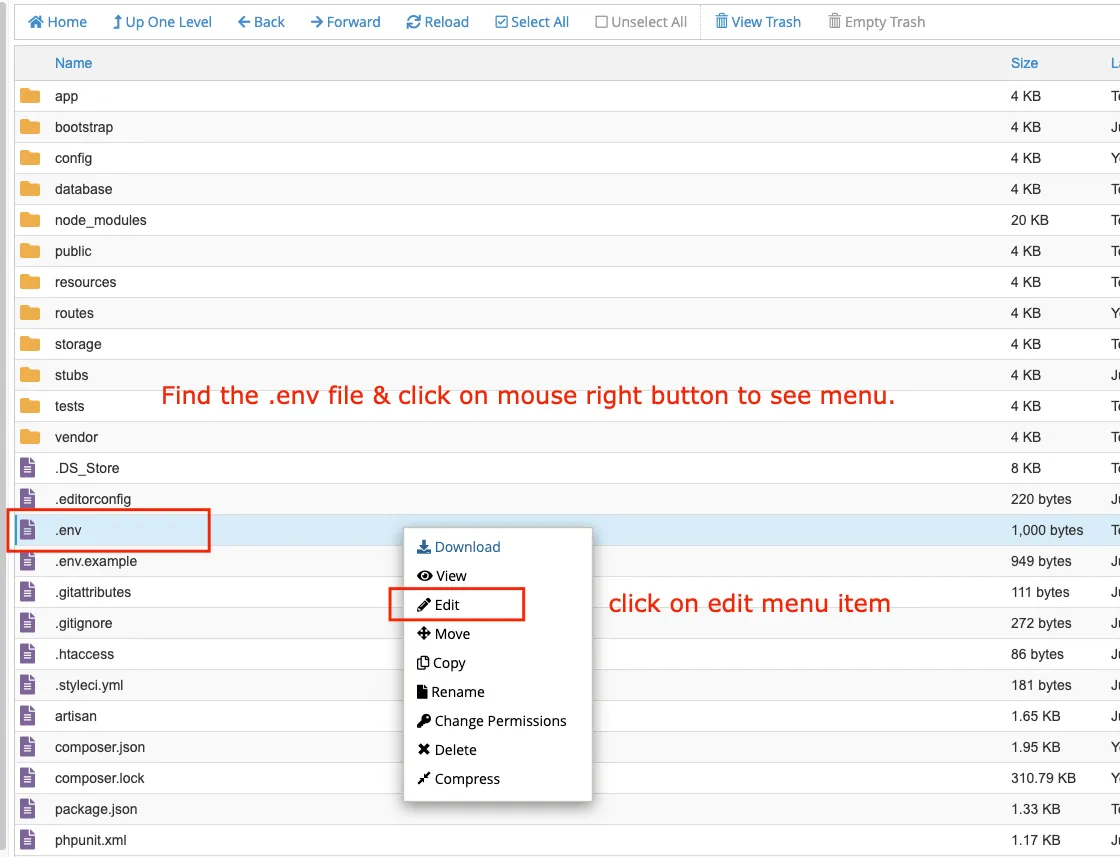 Home Up One Level Back Forward Reload Select All Unselect All View Trash Empty Trash
Name Size
app 4 KB
bootstrap 4 KB
config 4 KB
database 4 KB
node_modules 20 KB
public 4 KB
resources 4 KB
routes 4 KB
storage 4 KB
stubs 4 KB
Find the .env file & click on mouse right button to see menu.
tests 4 KB
vendor 4 KB
.DS_Store 8 KB
.editorconfig 220 bytes
.env 1,000 bytes
Download
.env.example 949 bytes
View
.gitattributes 111 bytes
Edit
click on edit menu item
.gitignore 272 bytes
Move
.htaccess 86 bytes
Copy
.styleci.yml 181 bytes
Rename
artisan 1.65 KB
Change Permissions
composer.json 1.95 KB
Delete
composer.lock 310.79 KB
Compress
package.json 1.33 KB
phpunit.xml 1.17 KB